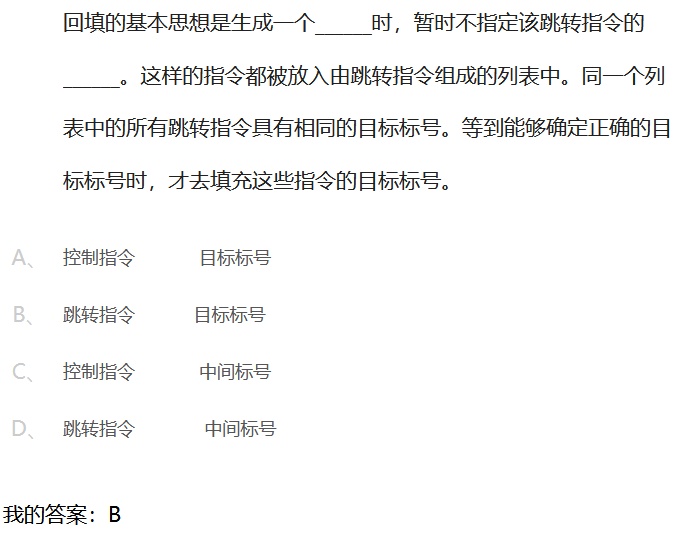 回填的基本思想是生成一个______时，暂时不指定该跳转指令的
______。这样的指令都被放入由跳转指令组成的列表中。同一个列
表中的所有跳转指令具有相同的目标标号。等到能够确定正确的目
标标号时，才去填充这些指令的目标标号。
A、 控制指令 目标标号
B、 跳转指令 目标标号
C、 控制指令 中间标号
D、 跳转指令 中间标号
我的答案：B